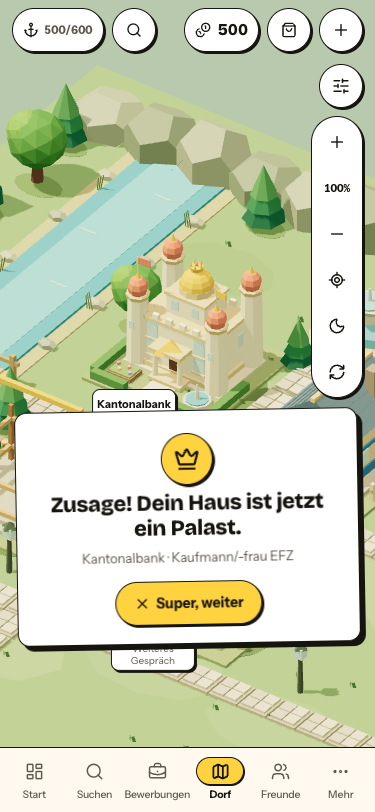 500/600
500
100%
Kantonalbank
Zusage! Dein Haus ist jetzt
ein Palast.
Kantonalbank · Kaufmann/-frau EFZ
Super, weiter
Weiteres
Gespräch
Start
Suchen
Bewerbungen
Dorf
Freunde
Mehr